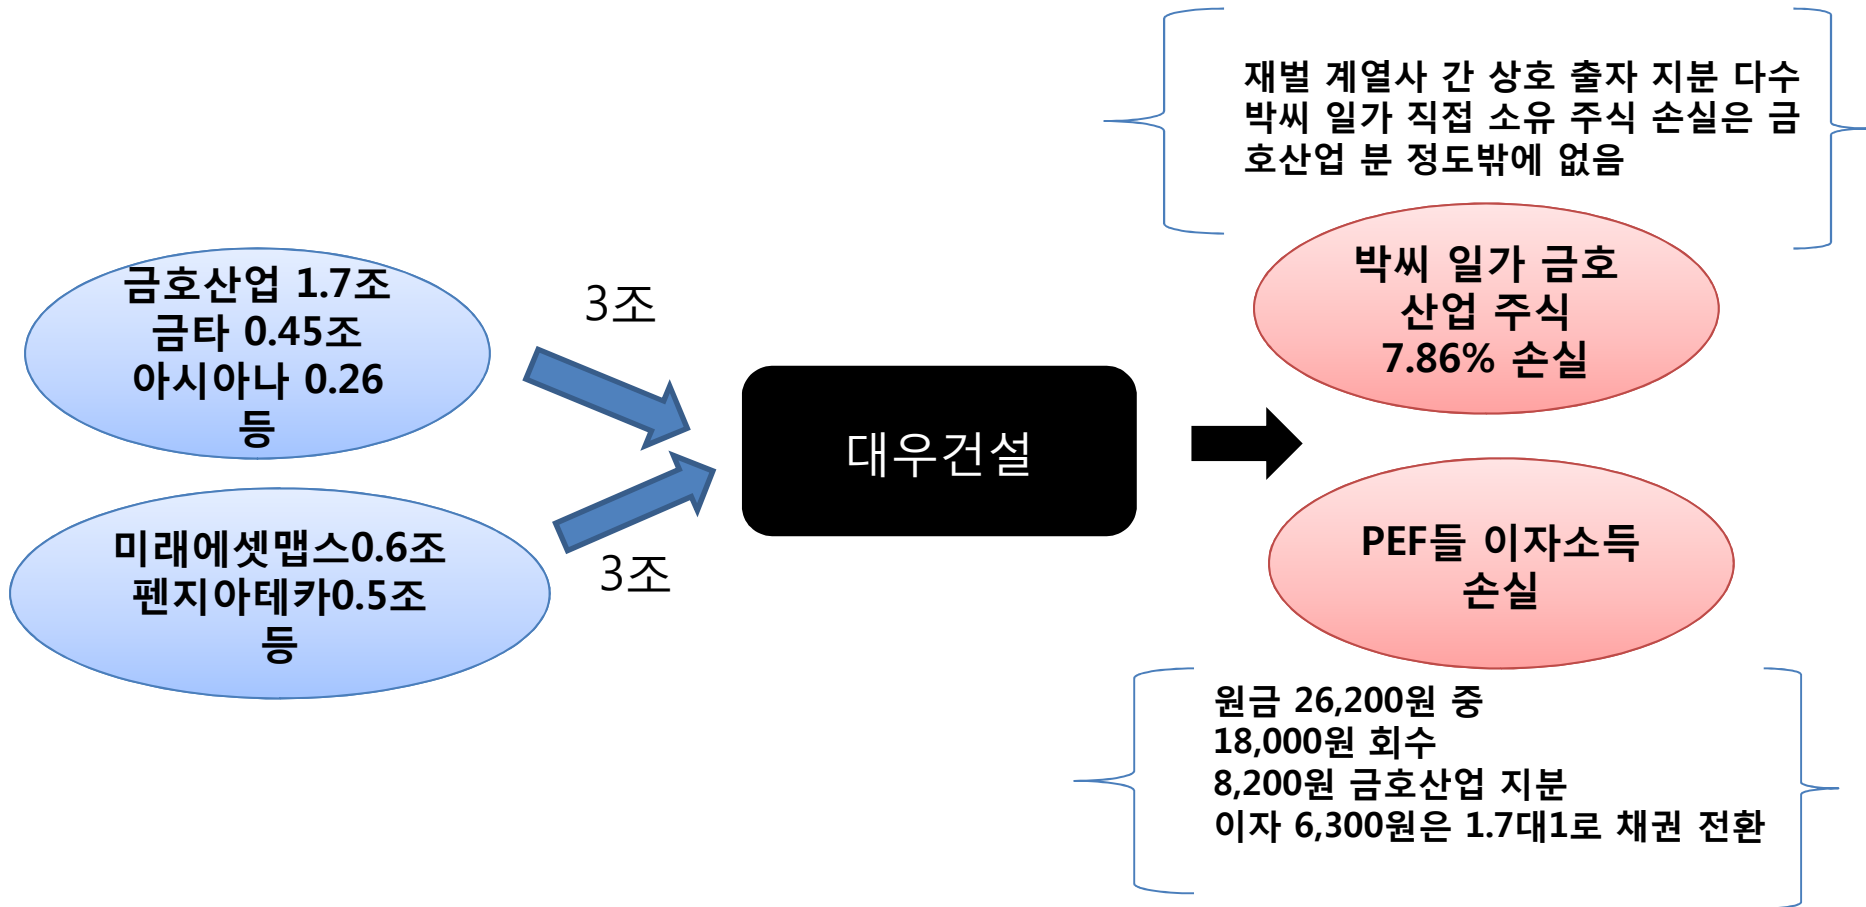 재벌 계열사 간 상호 출자 지분 다수
박씨 일가 직접 소유 주식 손실은 금
호산업 분 정도밖에 없음
금호산업 1.7조
금타 0.45조
아시아나 0.26
등
3조
미래에셋맵스0.6조
펜지아테카0.5조
등
3조
대우건설
박씨 일가 금호
산업 주식
7.86% 손실
PEF들 이자소득
손실
원금 26,200원 중
18,000원 회수
8,200원 금호산업 지분
이자 6,300원은 1.7대1로 채권 전환